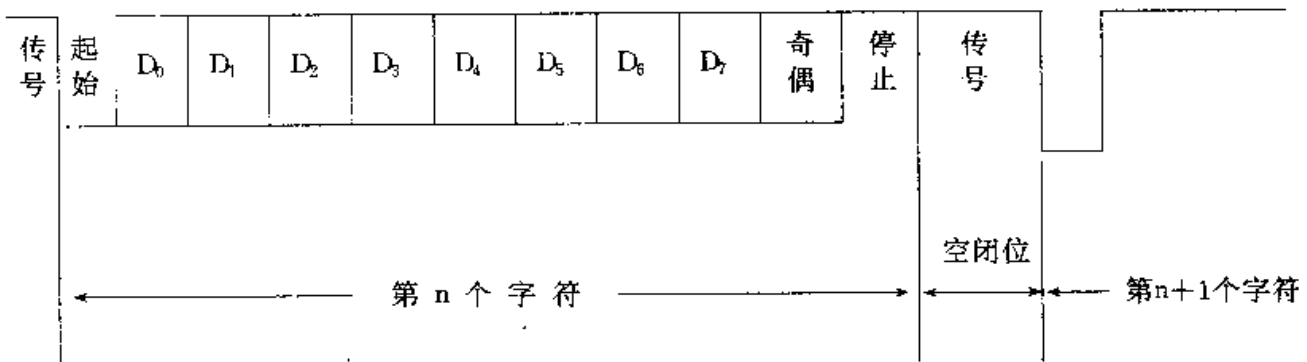 传号 起始 D₀ D₁ D₂ D₃ D₄ D₅ D₆ D₇ 奇偶 停止 传号
空闭位
第 n 个 字 符
第n+1个字符